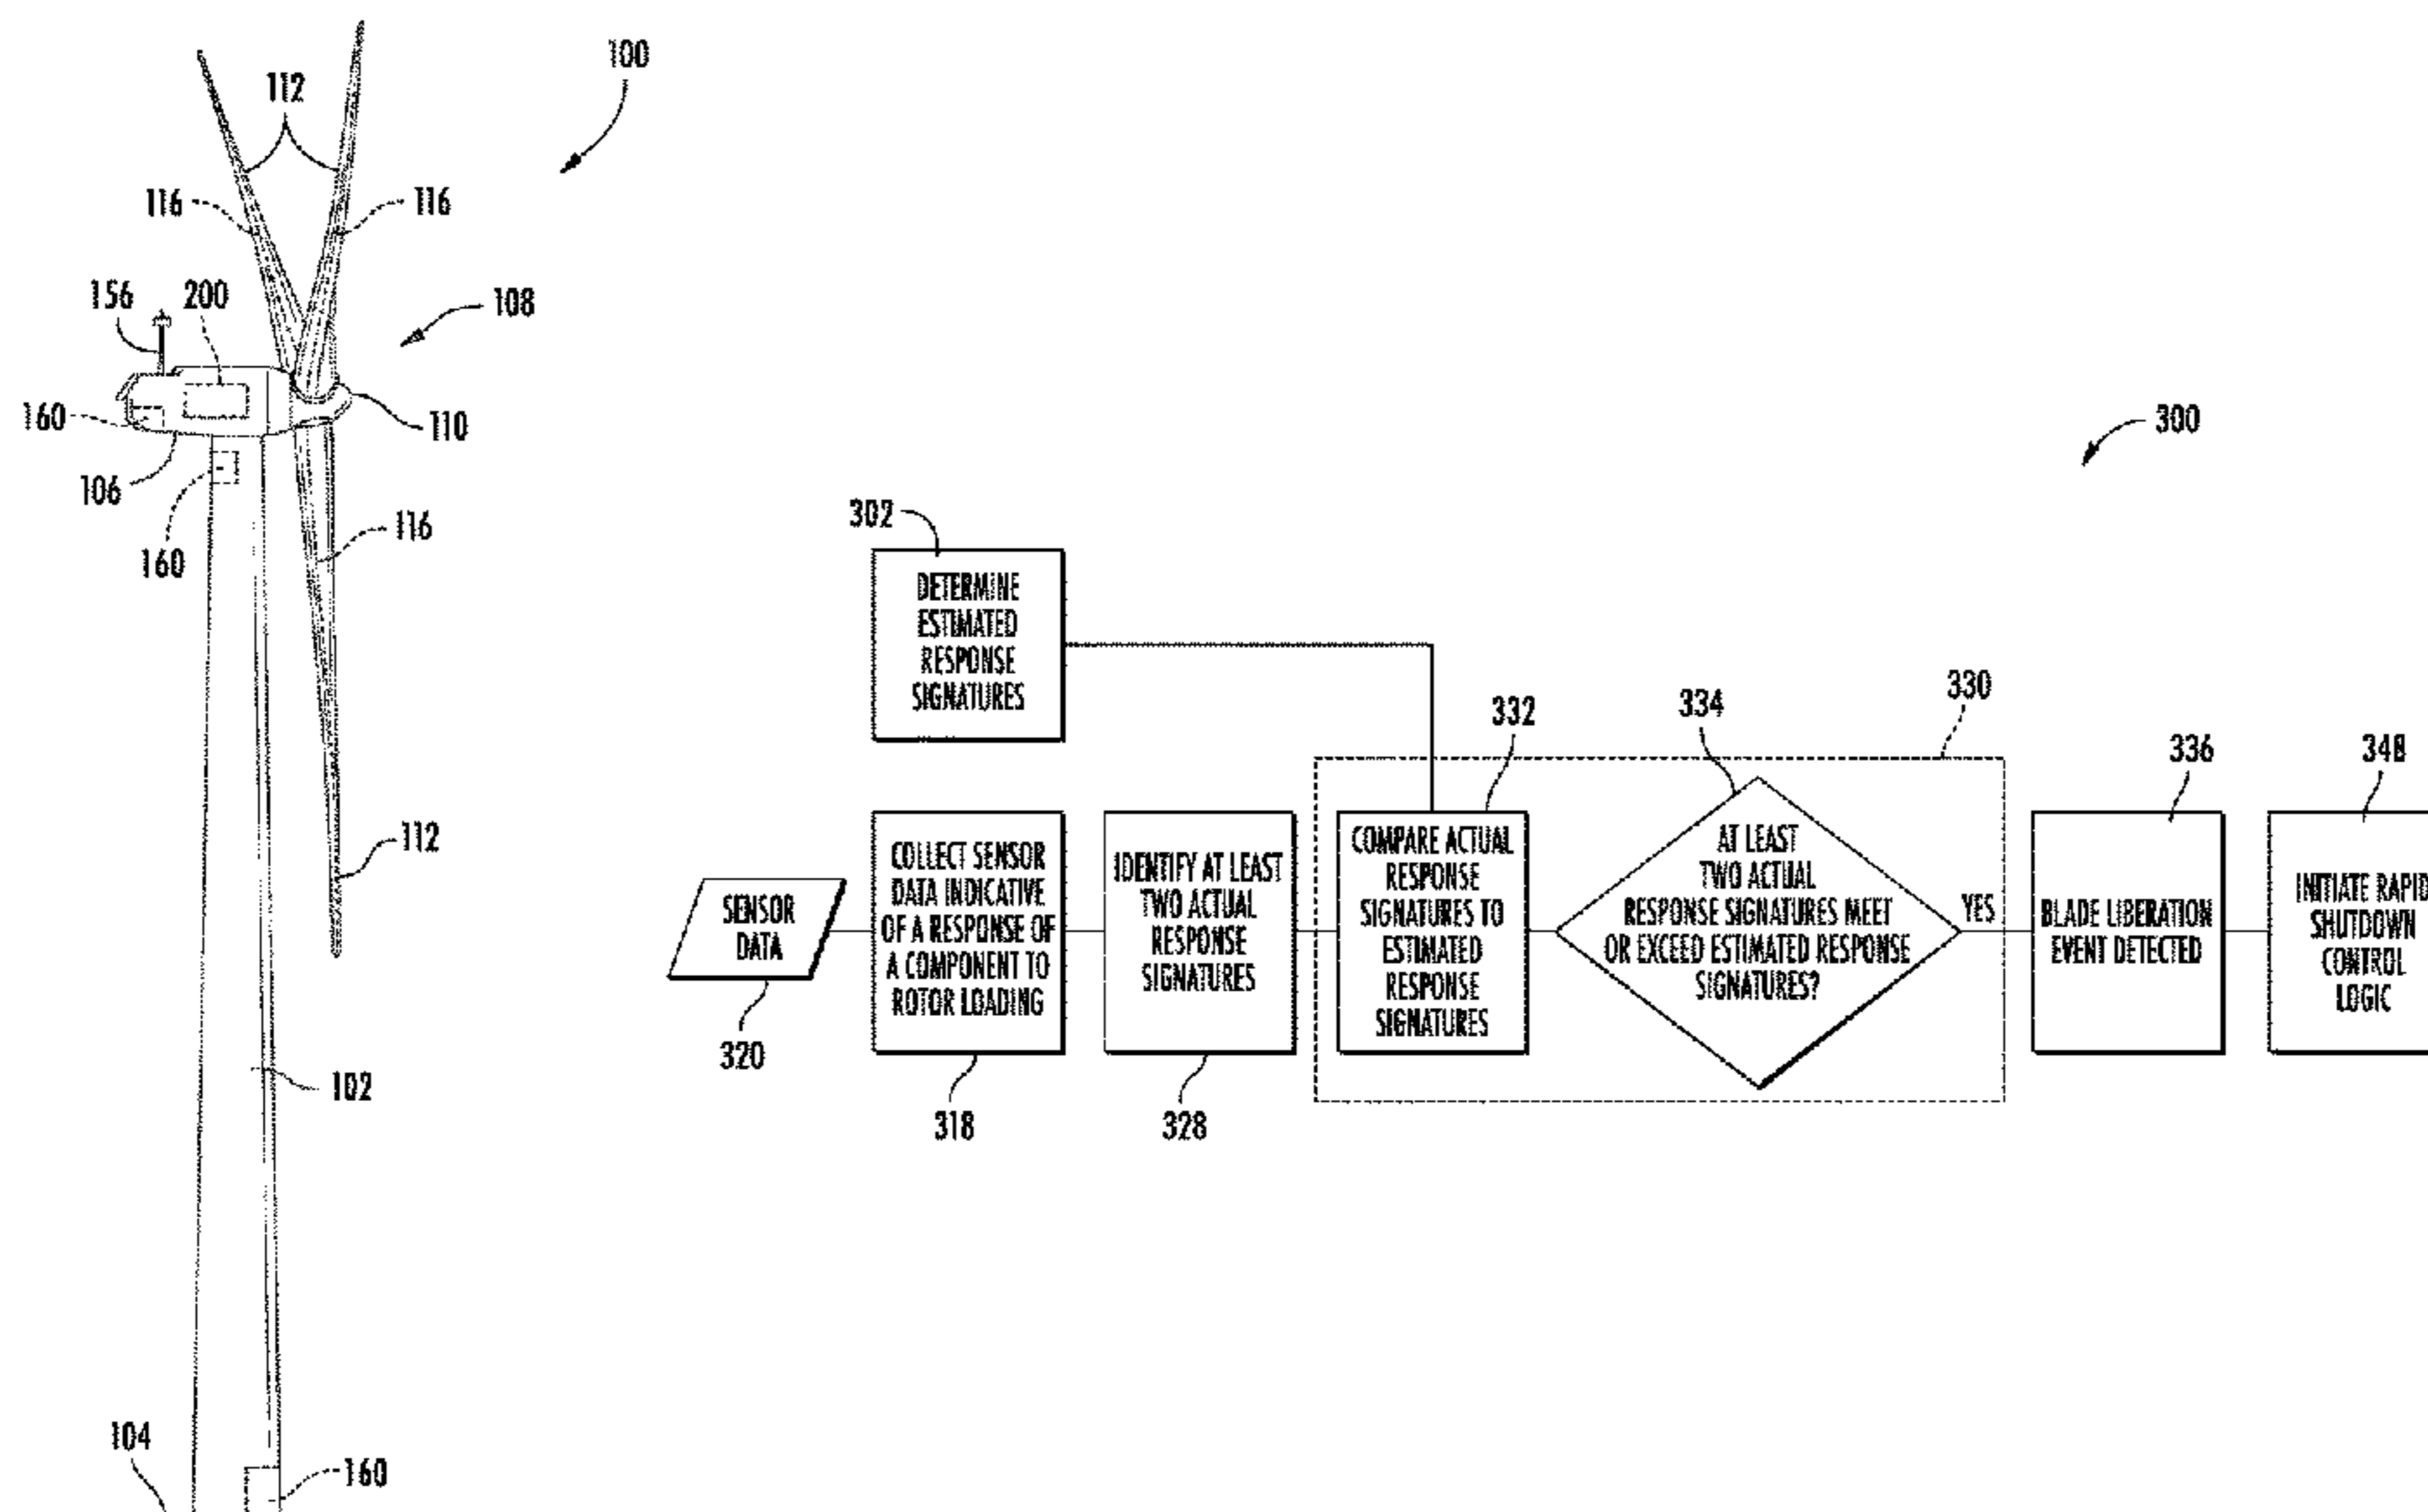 100
112
116
116
156
200
108
160
110
106
160
116
112
102
104
160
300
302
DETERMINE
ESTIMATED
RESPONSE
SIGNATURES
330
334
332
336
348
SENSOR
DATA
320
COLLECT SENSOR
DATA INDICATIVE
OF A RESPONSE OF
A COMPONENT TO
ROTOR LOADING
318
IDENTIFY AT LEAST
TWO ACTUAL
RESPONSE
SIGNATURES
328
COMPARE ACTUAL
RESPONSE
SIGNATURES TO
ESTIMATED
RESPONSE
SIGNATURES
AT LEAST
TWO ACTUAL
RESPONSE SIGNATURES MEET
OR EXCEED ESTIMATED RESPONSE
SIGNATURES?
YES
BLADE LIBERATION
EVENT DETECTED
INITIATE RAPID
SHUTDOWN
CONTROL
LOGIC